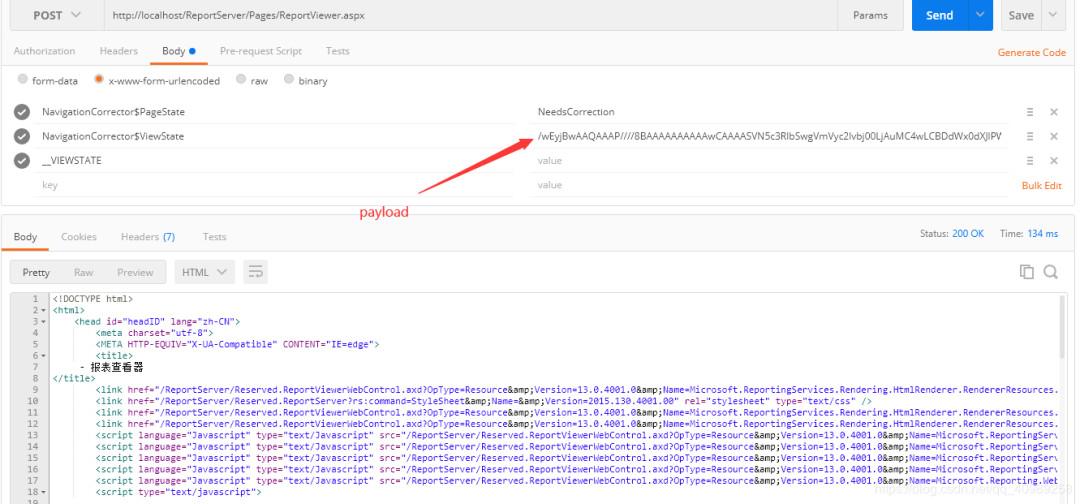 POST http://localhost/ReportServer/Pages/ReportViewer.aspx Params Send Save
Authorization Headers Body Pre-request Script Tests Generate Code
form-data x-www-form-urlencoded raw binary
NavigationCorrector$PageState NeedsCorrection
NavigationCorrector$ViewState
__VIEWSTATE value
key value Bulk Edit
payload
Body Cookies Headers (7) Tests Status: 200 OK Time: 134 ms
Pretty Raw Preview HTML
1 <!DOCTYPE html>
2 <html>
3 <head id="headID" lang="zh-CN">
4 <meta charset="utf-8">
5 <META HTTP-EQUIV="X-UA-Compatible" CONTENT="IE=edge">
6 <title>
7 - 报表查看器
8 </title>
9 <link href="/ReportServer/Reserved.ReportViewerWebControl.axd?OpType=Resource&amp;Version=13.0.4001.0&amp;Name=Microsoft.ReportingServices.Rendering.HtmlRenderer.RendererResources.
10 <link href="/ReportServer/Reserved.ReportServer?rs:command=StyleSheet&amp;Name=&amp;Version=2015.130.4001.00" rel="stylesheet" type="text/css" />
11 <link href="/ReportServer/Reserved.ReportViewerWebControl.axd?OpType=Resource&amp;Version=13.0.4001.0&amp;Name=Microsoft.ReportingServices.Rendering.HtmlRenderer.RendererResources.
12 <link href="/ReportServer/Reserved.ReportViewerWebControl.axd?OpType=Resource&amp;Version=13.0.4001.0&amp;Name=Microsoft.ReportingServices.Rendering.HtmlRenderer.RendererResources.
13 <script language="Javascript" type="text/Javascript" src="/ReportServer/Reserved.ReportViewerWebControl.axd?OpType=Resource&amp;Version=13.0.4001.0&amp;Name=Microsoft.ReportingServ
14 <script language="Javascript" type="text/Javascript" src="/ReportServer/Reserved.ReportViewerWebControl.axd?OpType=Resource&amp;Version=13.0.4001.0&amp;Name=Microsoft.ReportingServ
15 <script language="Javascript" type="text/Javascript" src="/ReportServer/Reserved.ReportViewerWebControl.axd?OpType=Resource&amp;Version=13.0.4001.0&amp;Name=Microsoft.ReportingServ
16 <script language="Javascript" type="text/Javascript" src="/ReportServer/Reserved.ReportViewerWebControl.axd?OpType=Resource&amp;Version=13.0.4001.0&amp;Name=Microsoft.ReportingServ
17 <script language="Javascript" type="text/Javascript" src="/ReportServer/Reserved.ReportViewerWebControl.axd?OpType=Resource&amp;Version=13.0.4001.0&amp;Name=Microsoft.Reporting.Web
18 <script type="text/javascript">
19